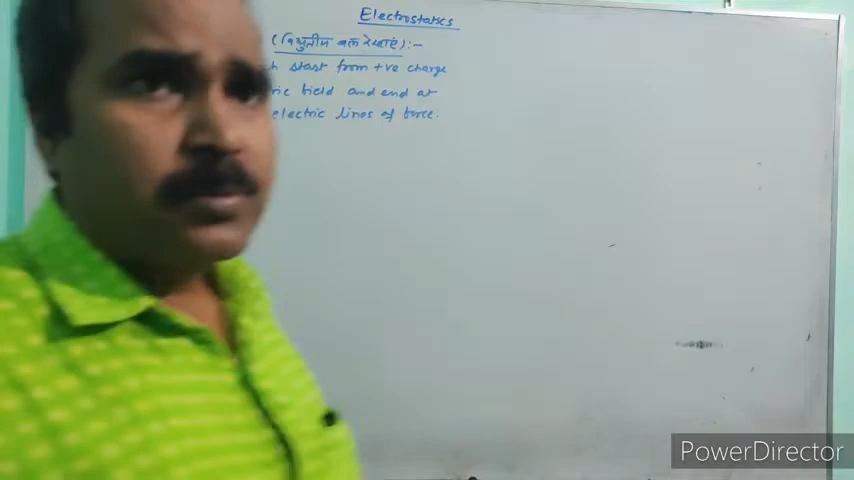 Electrostatics
(विद्युतीय बल रेखाएं):-
h start from +ve charge
ric field and end at
electric lines of force.
PowerDirector